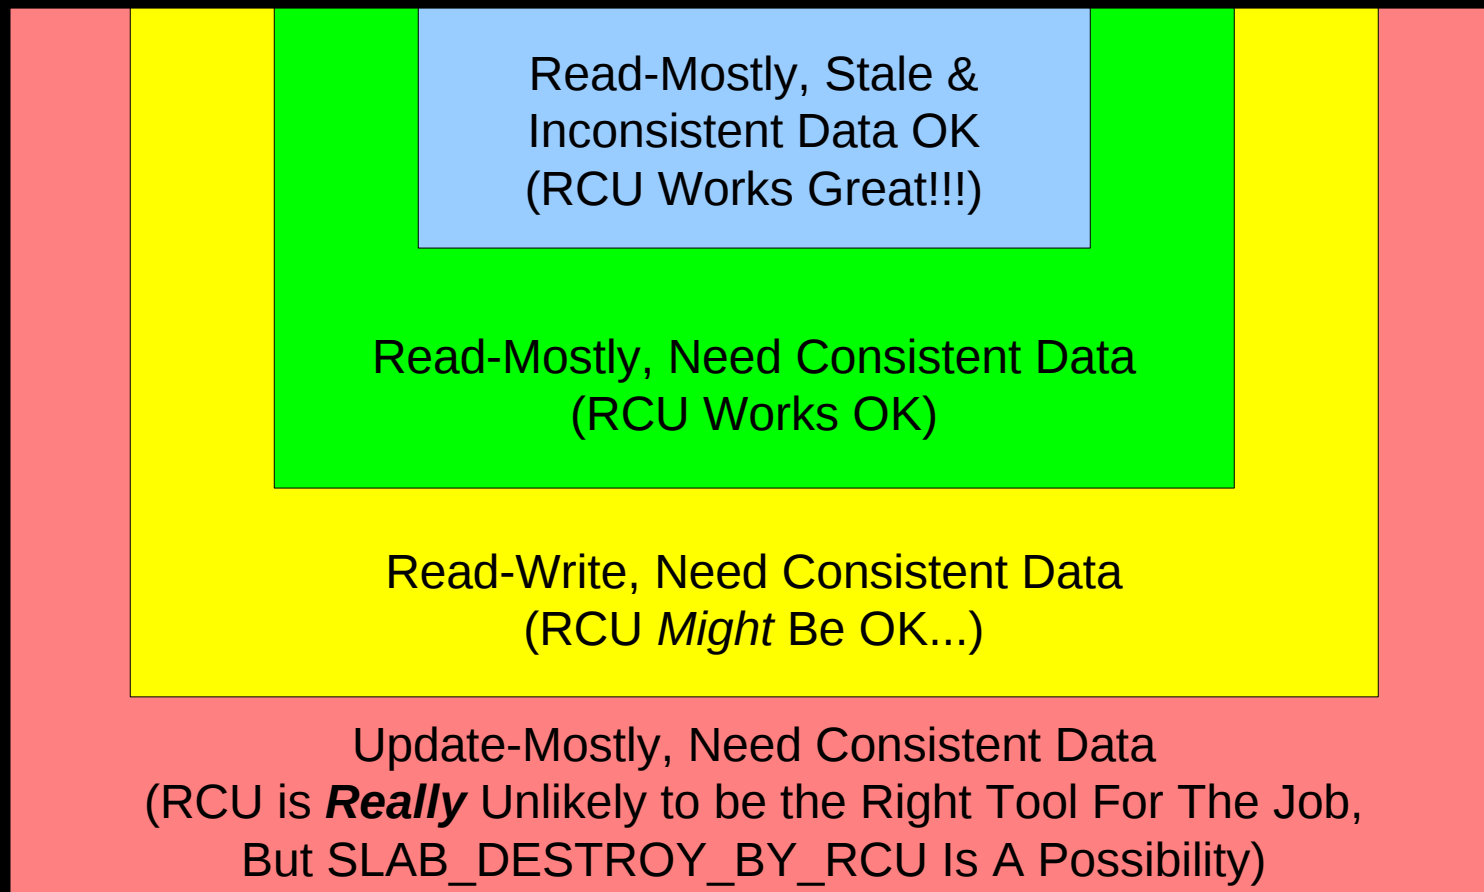 Read-Mostly, Stale &
Inconsistent Data OK
(RCU Works Great!!!)
Read-Mostly, Need Consistent Data
(RCU Works OK)
Read-Write, Need Consistent Data
(RCU Might Be OK...)
Update-Mostly, Need Consistent Data
(RCU is Really Unlikely to be the Right Tool For The Job,
But SLAB_DESTROY_BY_RCU Is A Possibility)